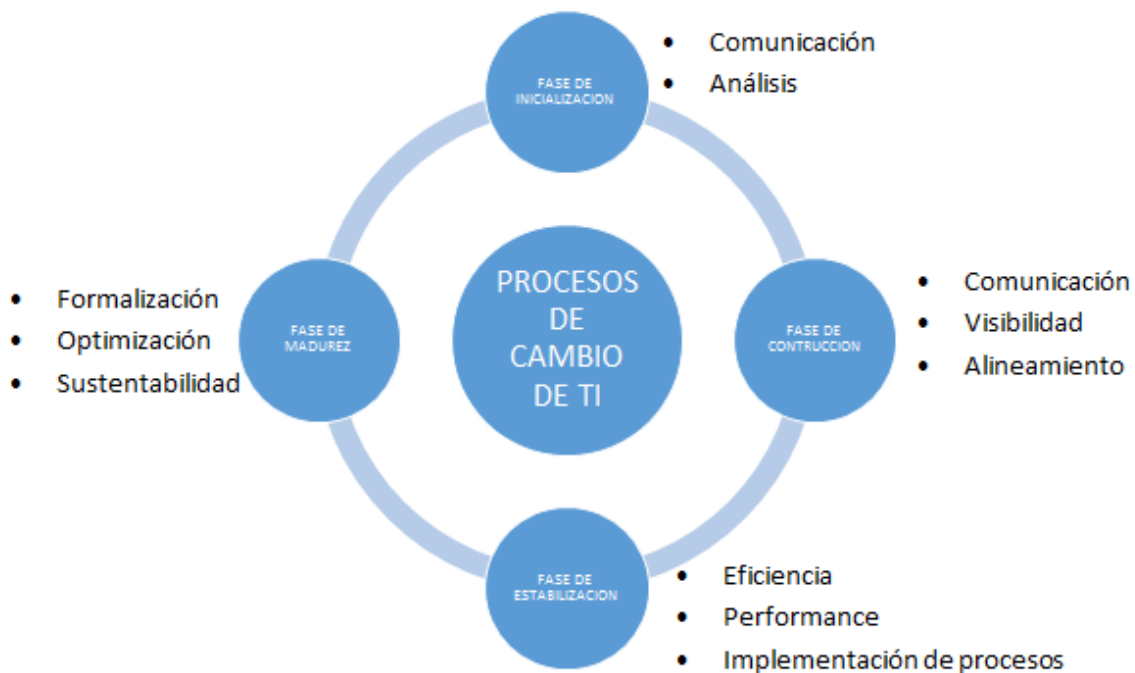 FASE DE
INICIALIZACION
• Comunicación
• Análisis
PROCESOS
DE
CAMBIO
DE TI
FASE DE
CONTRUCCION
• Comunicación
• Visibilidad
• Alineamiento
FASE DE
ESTABILIZACION
• Eficiencia
• Performance
• Implementación de procesos
FASE DE
MADUREZ
• Formalización
• Optimización
• Sustentabilidad